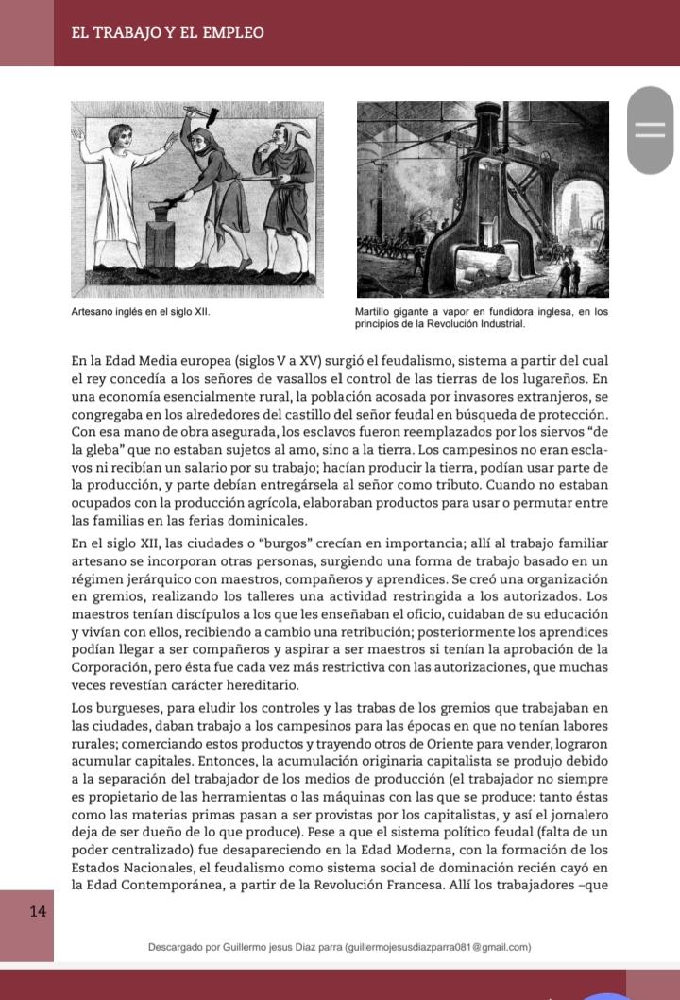 EL TRABAJO Y EL EMPLEO
Artesano inglés en el siglo XII.
Martillo gigante a vapor en fundidora inglesa, en los
principios de la Revolución Industrial.
En la Edad Media europea (siglos V a XV) surgió el feudalismo, sistema a partir del cual
el rey concedía a los señores de vasallos el control de las tierras de los lugareños. En
una economía esencialmente rural, la población acosada por invasores extranjeros, se
congregaba en los alrededores del castillo del señor feudal en búsqueda de protección.
Con esa mano de obra asegurada, los esclavos fueron reemplazados por los siervos “de
la gleba” que no estaban sujetos al amo, sino a la tierra. Los campesinos no eran escla-
vos ni recibían un salario por su trabajo; hacían producir la tierra, podían usar parte de
la producción, y parte debían entregársela al señor como tributo. Cuando no estaban
ocupados con la producción agrícola, elaboraban productos para usar o permutar entre
las familias en las ferias dominicales.
En el siglo XII, las ciudades o “burgos” crecían en importancia; allí al trabajo familiar
artesano se incorporan otras personas, surgiendo una forma de trabajo basado en un
régimen jerárquico con maestros, compañeros y aprendices. Se creó una organización
en gremios, realizando los talleres una actividad restringida a los autorizados. Los
maestros tenían discípulos a los que les enseñaban el oficio, cuidaban de su educación
y vivían con ellos, recibiendo a cambio una retribución; posteriormente los aprendices
podían llegar a ser compañeros y aspirar a ser maestros si tenían la aprobación de la
Corporación, pero ésta fue cada vez más restrictiva con las autorizaciones, que muchas
veces revestían carácter hereditario.
Los burgueses, para eludir los controles y las trabas de los gremios que trabajaban en
las ciudades, daban trabajo a los campesinos para las épocas en que no tenían labores
rurales; comerciando estos productos y trayendo otros de Oriente para vender, lograron
acumular capitales. Entonces, la acumulación originaria capitalista se produjo debido
a la separación del trabajador de los medios de producción (el trabajador no siempre
es propietario de las herramientas o las máquinas con las que se produce: tanto éstas
como las materias primas pasan a ser provistas por los capitalistas, y así el jornalero
deja de ser dueño de lo que produce). Pese a que el sistema político feudal (falta de un
poder centralizado) fue desapareciendo en la Edad Moderna, con la formación de los
Estados Nacionales, el feudalismo como sistema social de dominación recién cayó en
la Edad Contemporánea, a partir de la Revolución Francesa. Allí los trabajadores –que
14
Descargado por Guillermo jesus Diaz parra (guillermojesusdiazparra081@gmail.com)